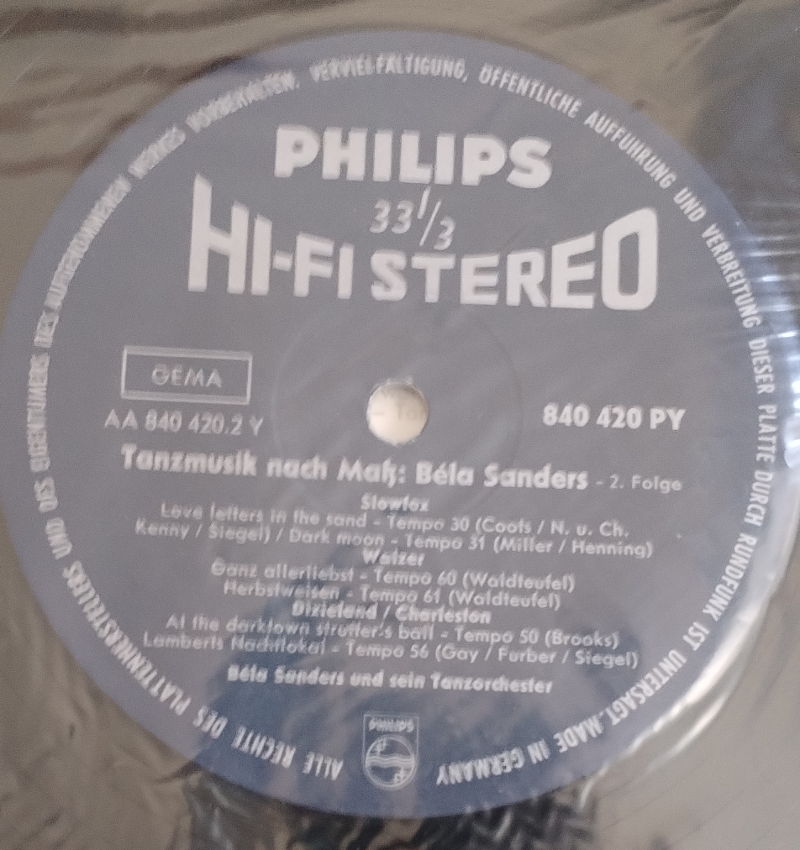 PHILIPS
33 1/3
HI-FI STEREO
GEMA
AA 840 420.2 Y
840 420 PY
Tanzmusik nach Maß: Béla Sanders - 2. Folge
Slowfox
Love letters in the sand - Tempo 30 (Coots / N. u. Ch.
Kenny / Siegel) / Dark moon - Tempo 31 (Miller / Henning)
Walzer
Ganz allerliebst - Tempo 60 (Waldteufel)
Herbstweisen - Tempo 61 (Waldteufel)
Dixieland / Charleston
At the darktown strutter's ball - Tempo 50 (Brooks)
Lamberts Nachtlokal - Tempo 56 (Gay / Furber / Siegel)
Béla Sanders und sein Tanzorchester
PHILIPS
ALLE RECHTE DES PLATTENHERSTELLERS UND DES EIGENTÜMERS DES AUFGENOMMENEN WERKES VORBEHALTEN. VERVIELFÄLTIGUNG, ÖFFENTLICHE AUFFÜHRUNG UND VERBREITUNG DIESER PLATTE DURCH RUNDFUNK IST UNTERSAGT. MADE IN GERMANY